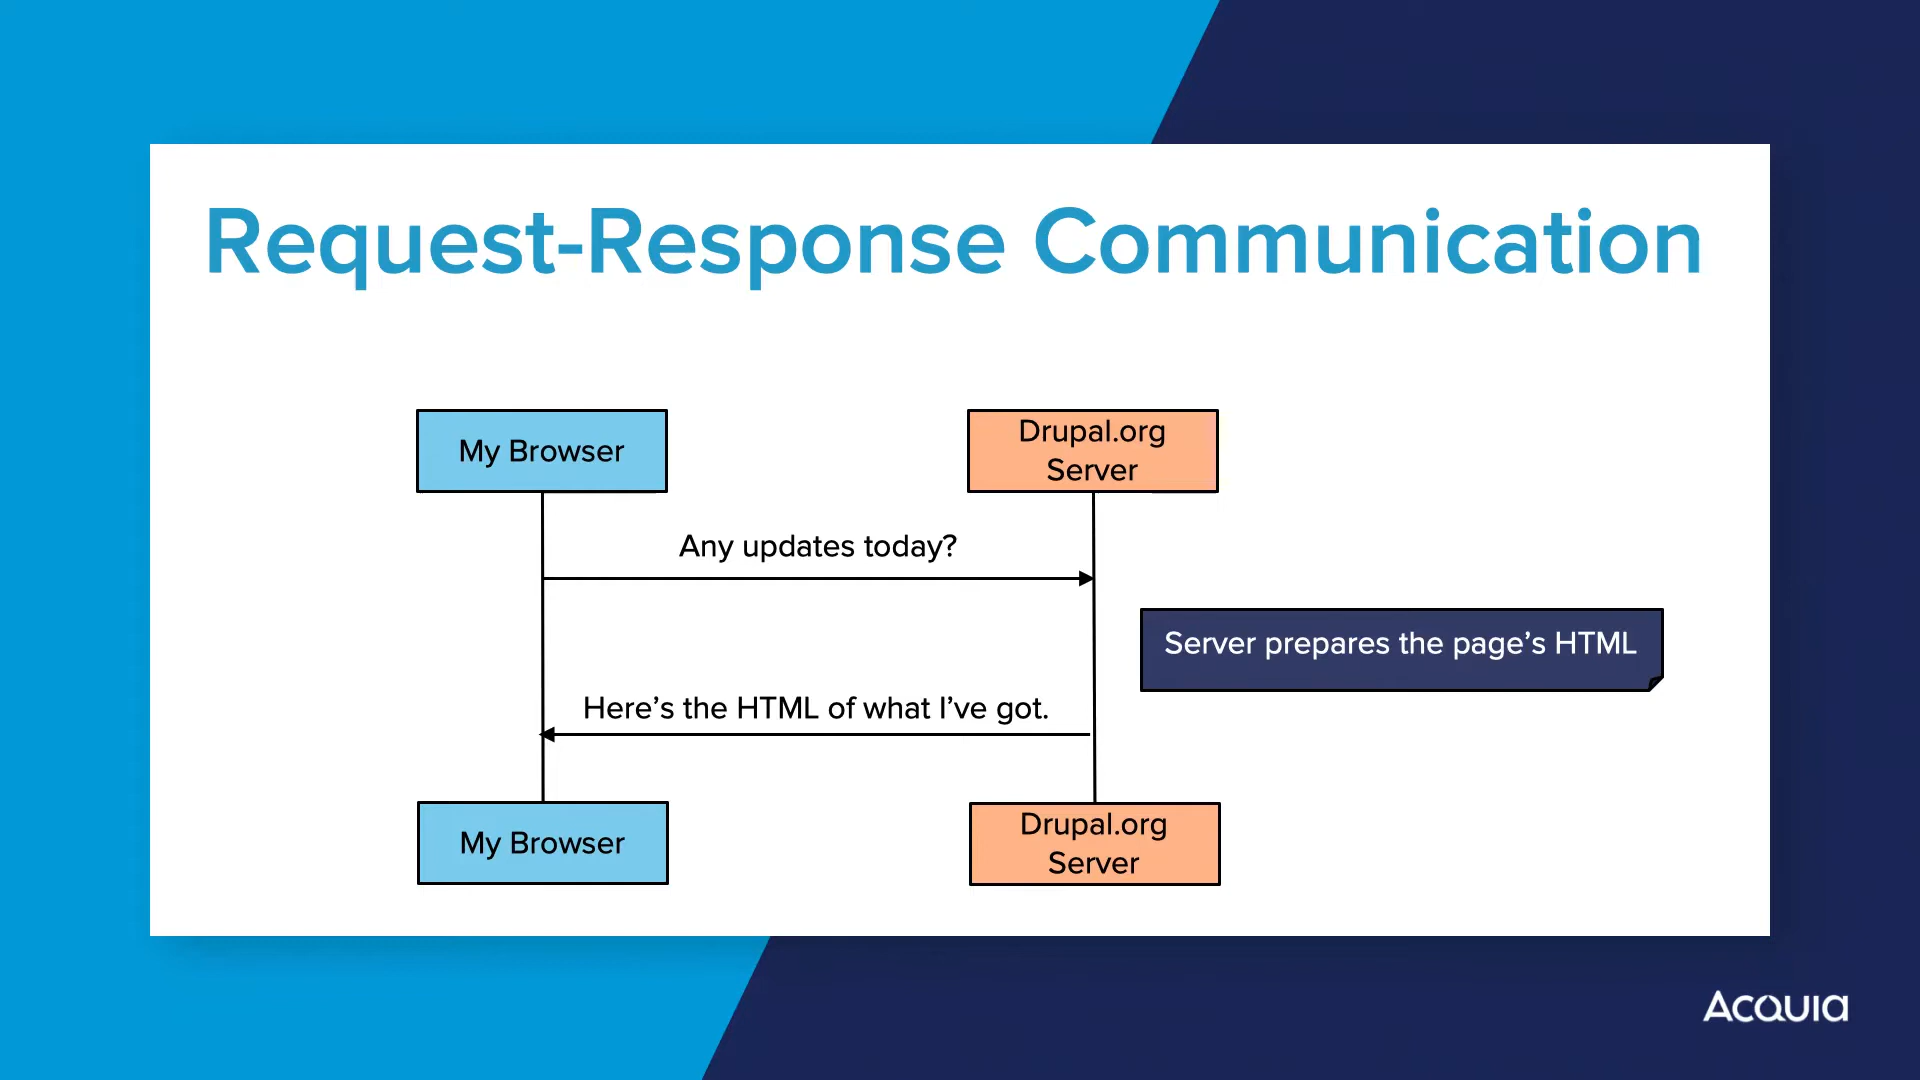 Request-Response Communication
My Browser
Drupal.org
Server
Any updates today?
Server prepares the page’s HTML
Here’s the HTML of what I’ve got.
My Browser
Drupal.org
Server
Acquia